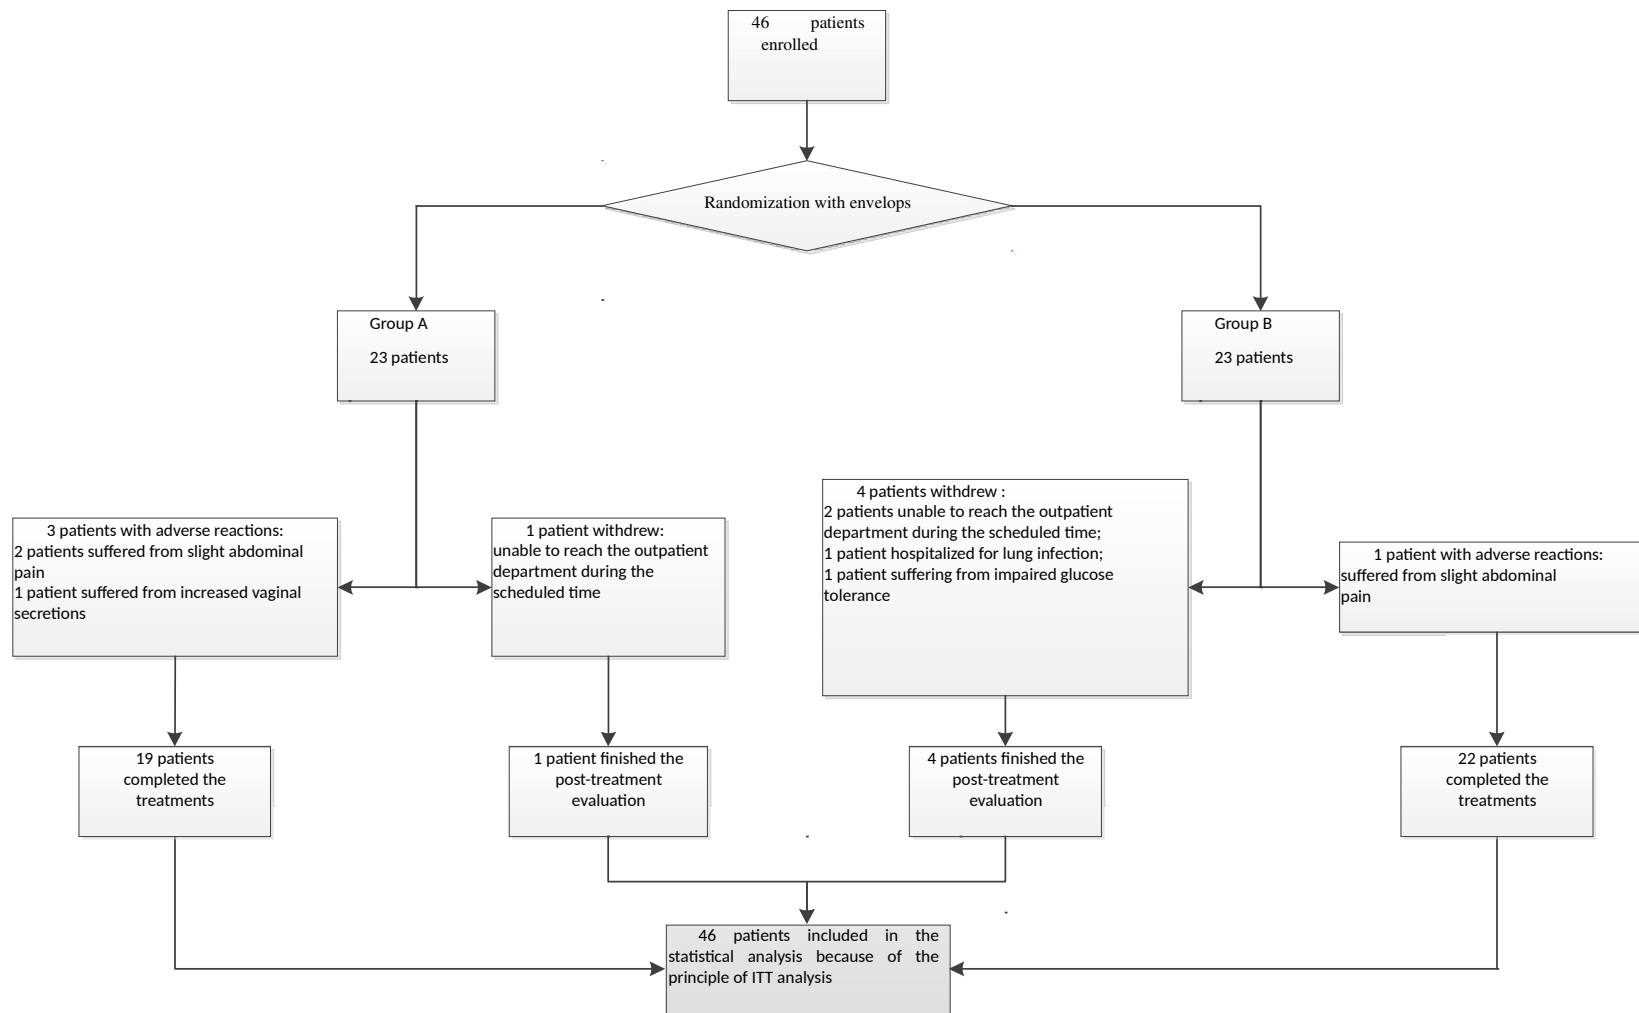 46 patients
enrolled
Randomization with envelops
Group A
23 patients
Group B
23 patients
3 patients with adverse reactions:
2 patients suffered from slight abdominal
pain
1 patient suffered from increased vaginal
secretions
1 patient withdrew:
unable to reach the outpatient
department during the
scheduled time
4 patients withdrew :
2 patients unable to reach the outpatient
department during the scheduled time;
1 patient hospitalized for lung infection;
1 patient suffering from impaired glucose
tolerance
1 patient with adverse reactions:
suffered from slight abdominal
pain
19 patients
completed the
treatments
1 patient finished the
post-treatment
evaluation
4 patients finished the
post-treatment
evaluation
22 patients
completed the
treatments
46 patients included in the
statistical analysis because of the
principle of ITT analysis